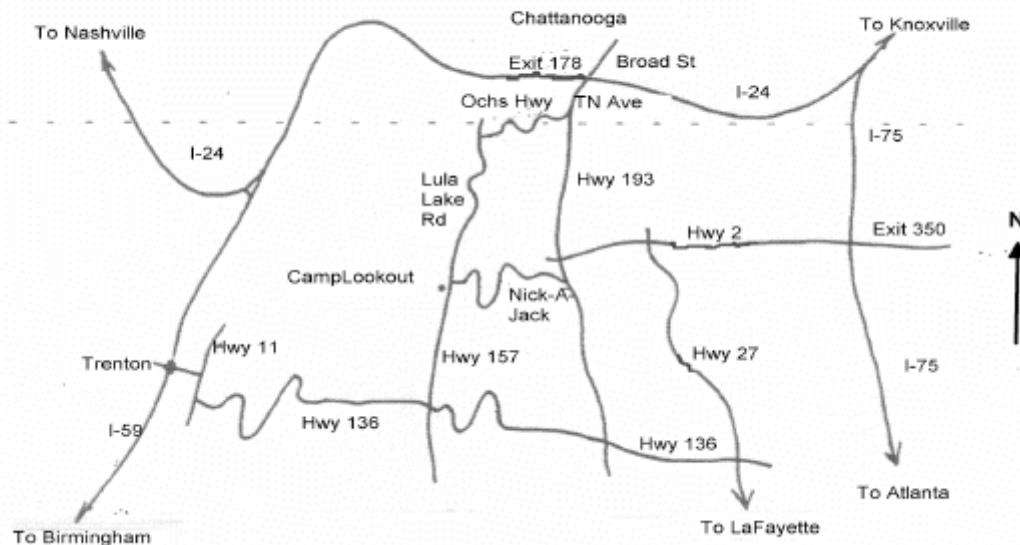 Chattanooga
To Nashville
To Knoxville
Exit 178
Broad St
I-24
Ochs Hwy
TN Ave
I-75
I-24
Lula
Lake
Rd
Hwy 193
N
Hwy 2
Exit 350
CampLookout
Nick-A-
Jack
Trenton
Hwy 11
Hwy 157
Hwy 27
I-75
Hwy 136
I-59
Hwy 136
To Atlanta
To LaFayette
To Birmingham